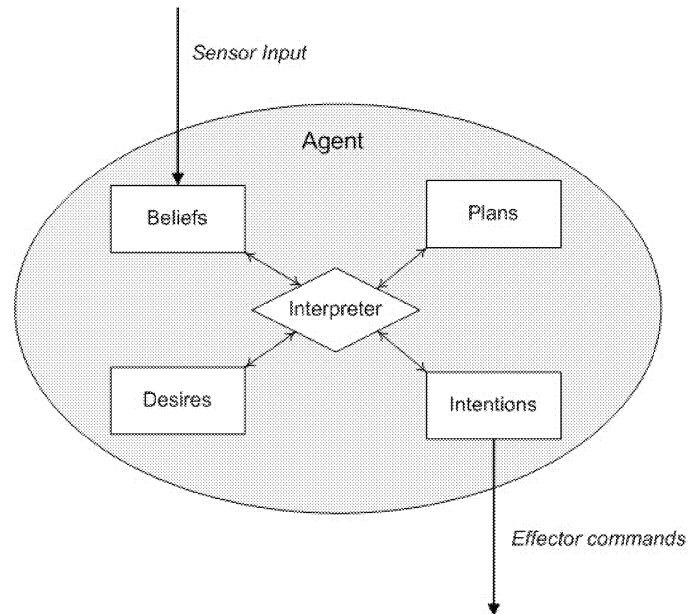 Sensor Input
Agent
Beliefs
Plans
Interpreter
Desires
Intentions
Effector commands